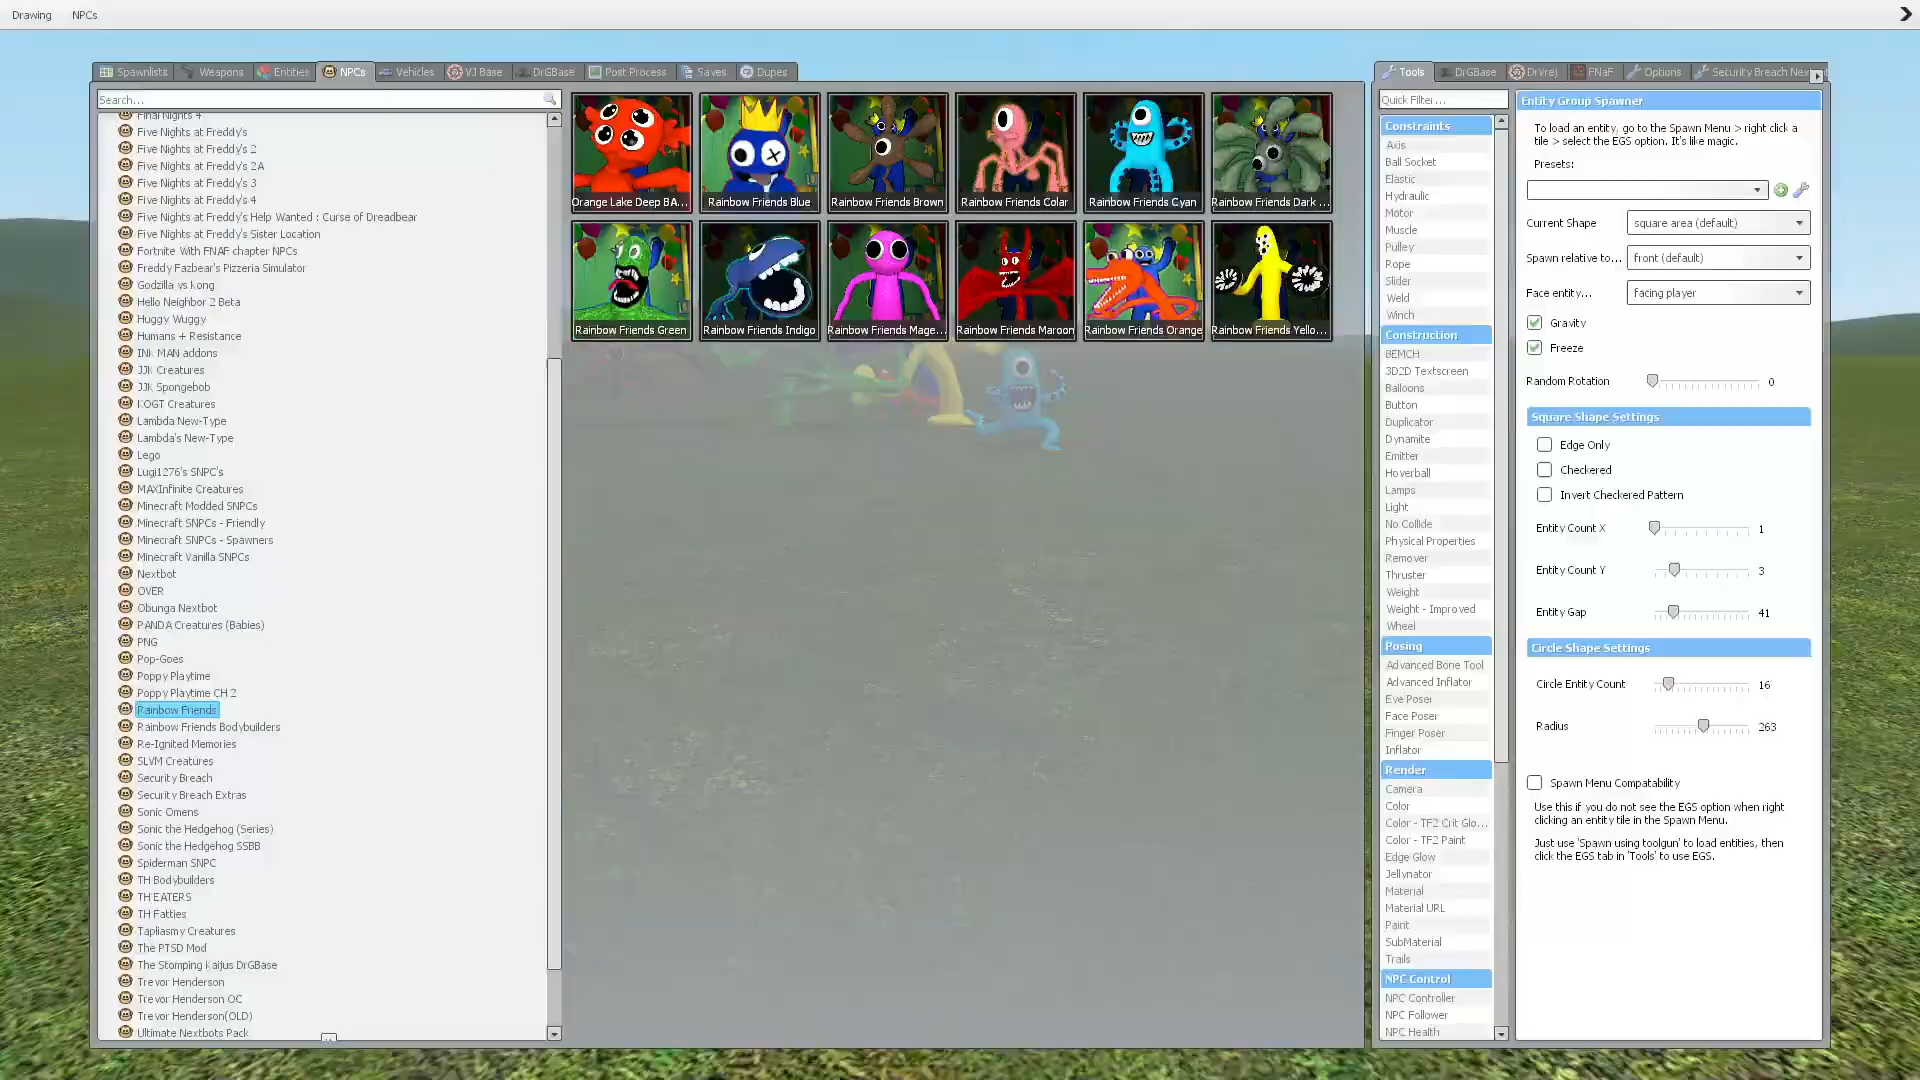 Drawing NPCs
Spawnlists Weapons Entities NPCs Vehicles VJ Base DrGBase Post Process Saves Dupes
Search...
Final Nights 4
Five Nights at Freddy's
Five Nights at Freddy's 2
Five Nights at Freddy's 2A
Five Nights at Freddy's 3
Five Nights at Freddy's 4
Five Nights at Freddy's Help Wanted : Curse of Dreadbear
Five Nights at Freddy's Sister Location
Fortnite With FNAF chapter NPCs
Freddy Fazbear's Pizzeria Simulator
Godzilla vs kong
Hello Neighbor 2 Beta
Huggy Wuggy
Humans + Resistance
INK MAN addons
JJK Creatures
JJK Spongebob
KOGT Creatures
Lambda New-Type
Lambda's New-Type
Lego
Lugi1276's SNPC's
MAXInfinite Creatures
Minecraft Modded SNPCs
Minecraft SNPCs - Friendly
Minecraft SNPCs - Spawners
Minecraft Vanilla SNPCs
Nextbot
OVER
Obunga Nextbot
PANDA Creatures (Babies)
PNG
Pop-Goes
Poppy Playtime
Poppy Playtime CH 2
Rainbow Friends
Rainbow Friends Bodybuilders
Re-Ignited Memories
SLVM Creatures
Security Breach
Security Breach Extras
Sonic Omens
Sonic the Hedgehog (Series)
Sonic the Hedgehog SSBB
Spiderman SNPC
TH Bodybuilders
TH EATERS
TH Fatties
Tapliasmy Creatures
The PTSD Mod
The Stomping Kaijus DrGBase
Trevor Henderson
Trevor Henderson OC
Trevor Henderson(OLD)
Ultimate Nextbots Pack
Orange Lake Deep BA... Rainbow Friends Blue Rainbow Friends Brown Rainbow Friends Colar Rainbow Friends Cyan Rainbow Friends Dark ...
Rainbow Friends Green Rainbow Friends Indigo Rainbow Friends Mage... Rainbow Friends Maroon Rainbow Friends Orange Rainbow Friends Yello...
Tools DrGBase DrVrej FNaF Options Security Breach Nex
Quick Filter...
Constraints
Axis
Ball Socket
Elastic
Hydraulic
Motor
Muscle
Pulley
Rope
Slider
Weld
Winch
Construction
BEMCH
3D2D Textscreen
Balloons
Button
Duplicator
Dynamite
Emitter
Hoverball
Lamps
Light
No Collide
Physical Properties
Remover
Thruster
Weight
Weight - Improved
Wheel
Posing
Advanced Bone Tool
Advanced Inflator
Eye Poser
Face Poser
Finger Poser
Inflator
Render
Camera
Color
Color - TF2 Crit Glo...
Color - TF2 Paint
Edge Glow
Jellynator
Material
Material URL
Paint
SubMaterial
Trails
NPC Control
NPC Controller
NPC Follower
NPC Health
Entity Group Spawner
To load an entity, go to the Spawn Menu > right click a
tile > select the EGS option. It's like magic.
Presets:
Current Shape square area (default)
Spawn relative to... front (default)
Face entity... facing player
Gravity
Freeze
Random Rotation 0
Square Shape Settings
Edge Only
Checkered
Invert Checkered Pattern
Entity Count X 1
Entity Count Y 3
Entity Gap 41
Circle Shape Settings
Circle Entity Count 16
Radius 263
Spawn Menu Compatability
Use this if you do not see the EGS option when right
clicking an entity tile in the Spawn Menu.
Just use 'Spawn using toolgun' to load entities, then
click the EGS tab in 'Tools' to use EGS.